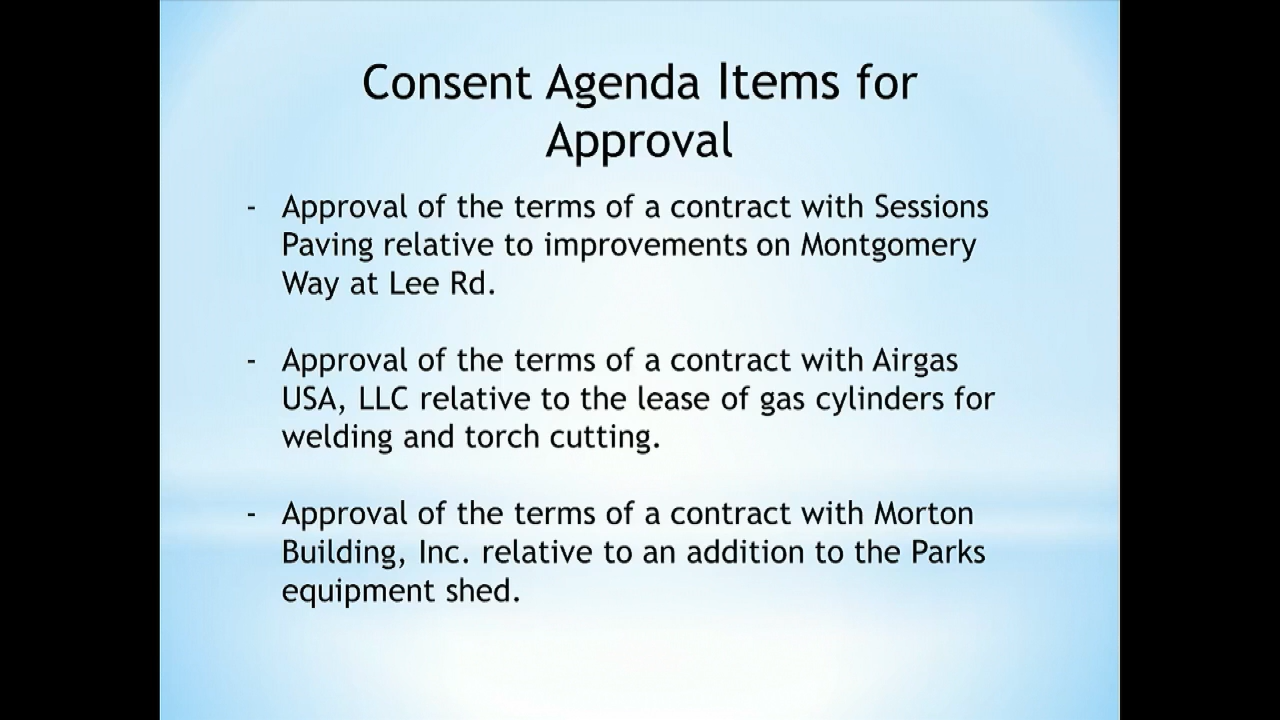 Consent Agenda Items for
Approval
- Approval of the terms of a contract with Sessions
Paving relative to improvements on Montgomery
Way at Lee Rd.
- Approval of the terms of a contract with Airgas
USA, LLC relative to the lease of gas cylinders for
welding and torch cutting.
- Approval of the terms of a contract with Morton
Building, Inc. relative to an addition to the Parks
equipment shed.